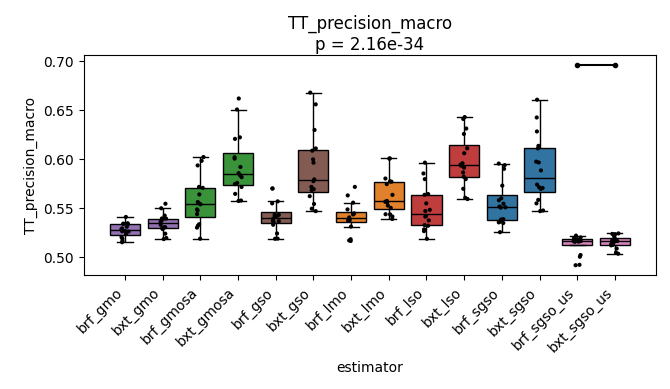 TT_precision_macro
p = 2.16e-34
TT_precision_macro
0.70
0.65
0.60
0.55
0.50
brf_gmo
bxt_gmo
brf_gmosa
bxt_gmosa
brf_gso
bxt_gso
brf_lmo
bxt_lmo
brf_lso
bxt_lso
brf_sgso
bxt_sgso
brf_sgso_us
bxt_sgso_us
estimator